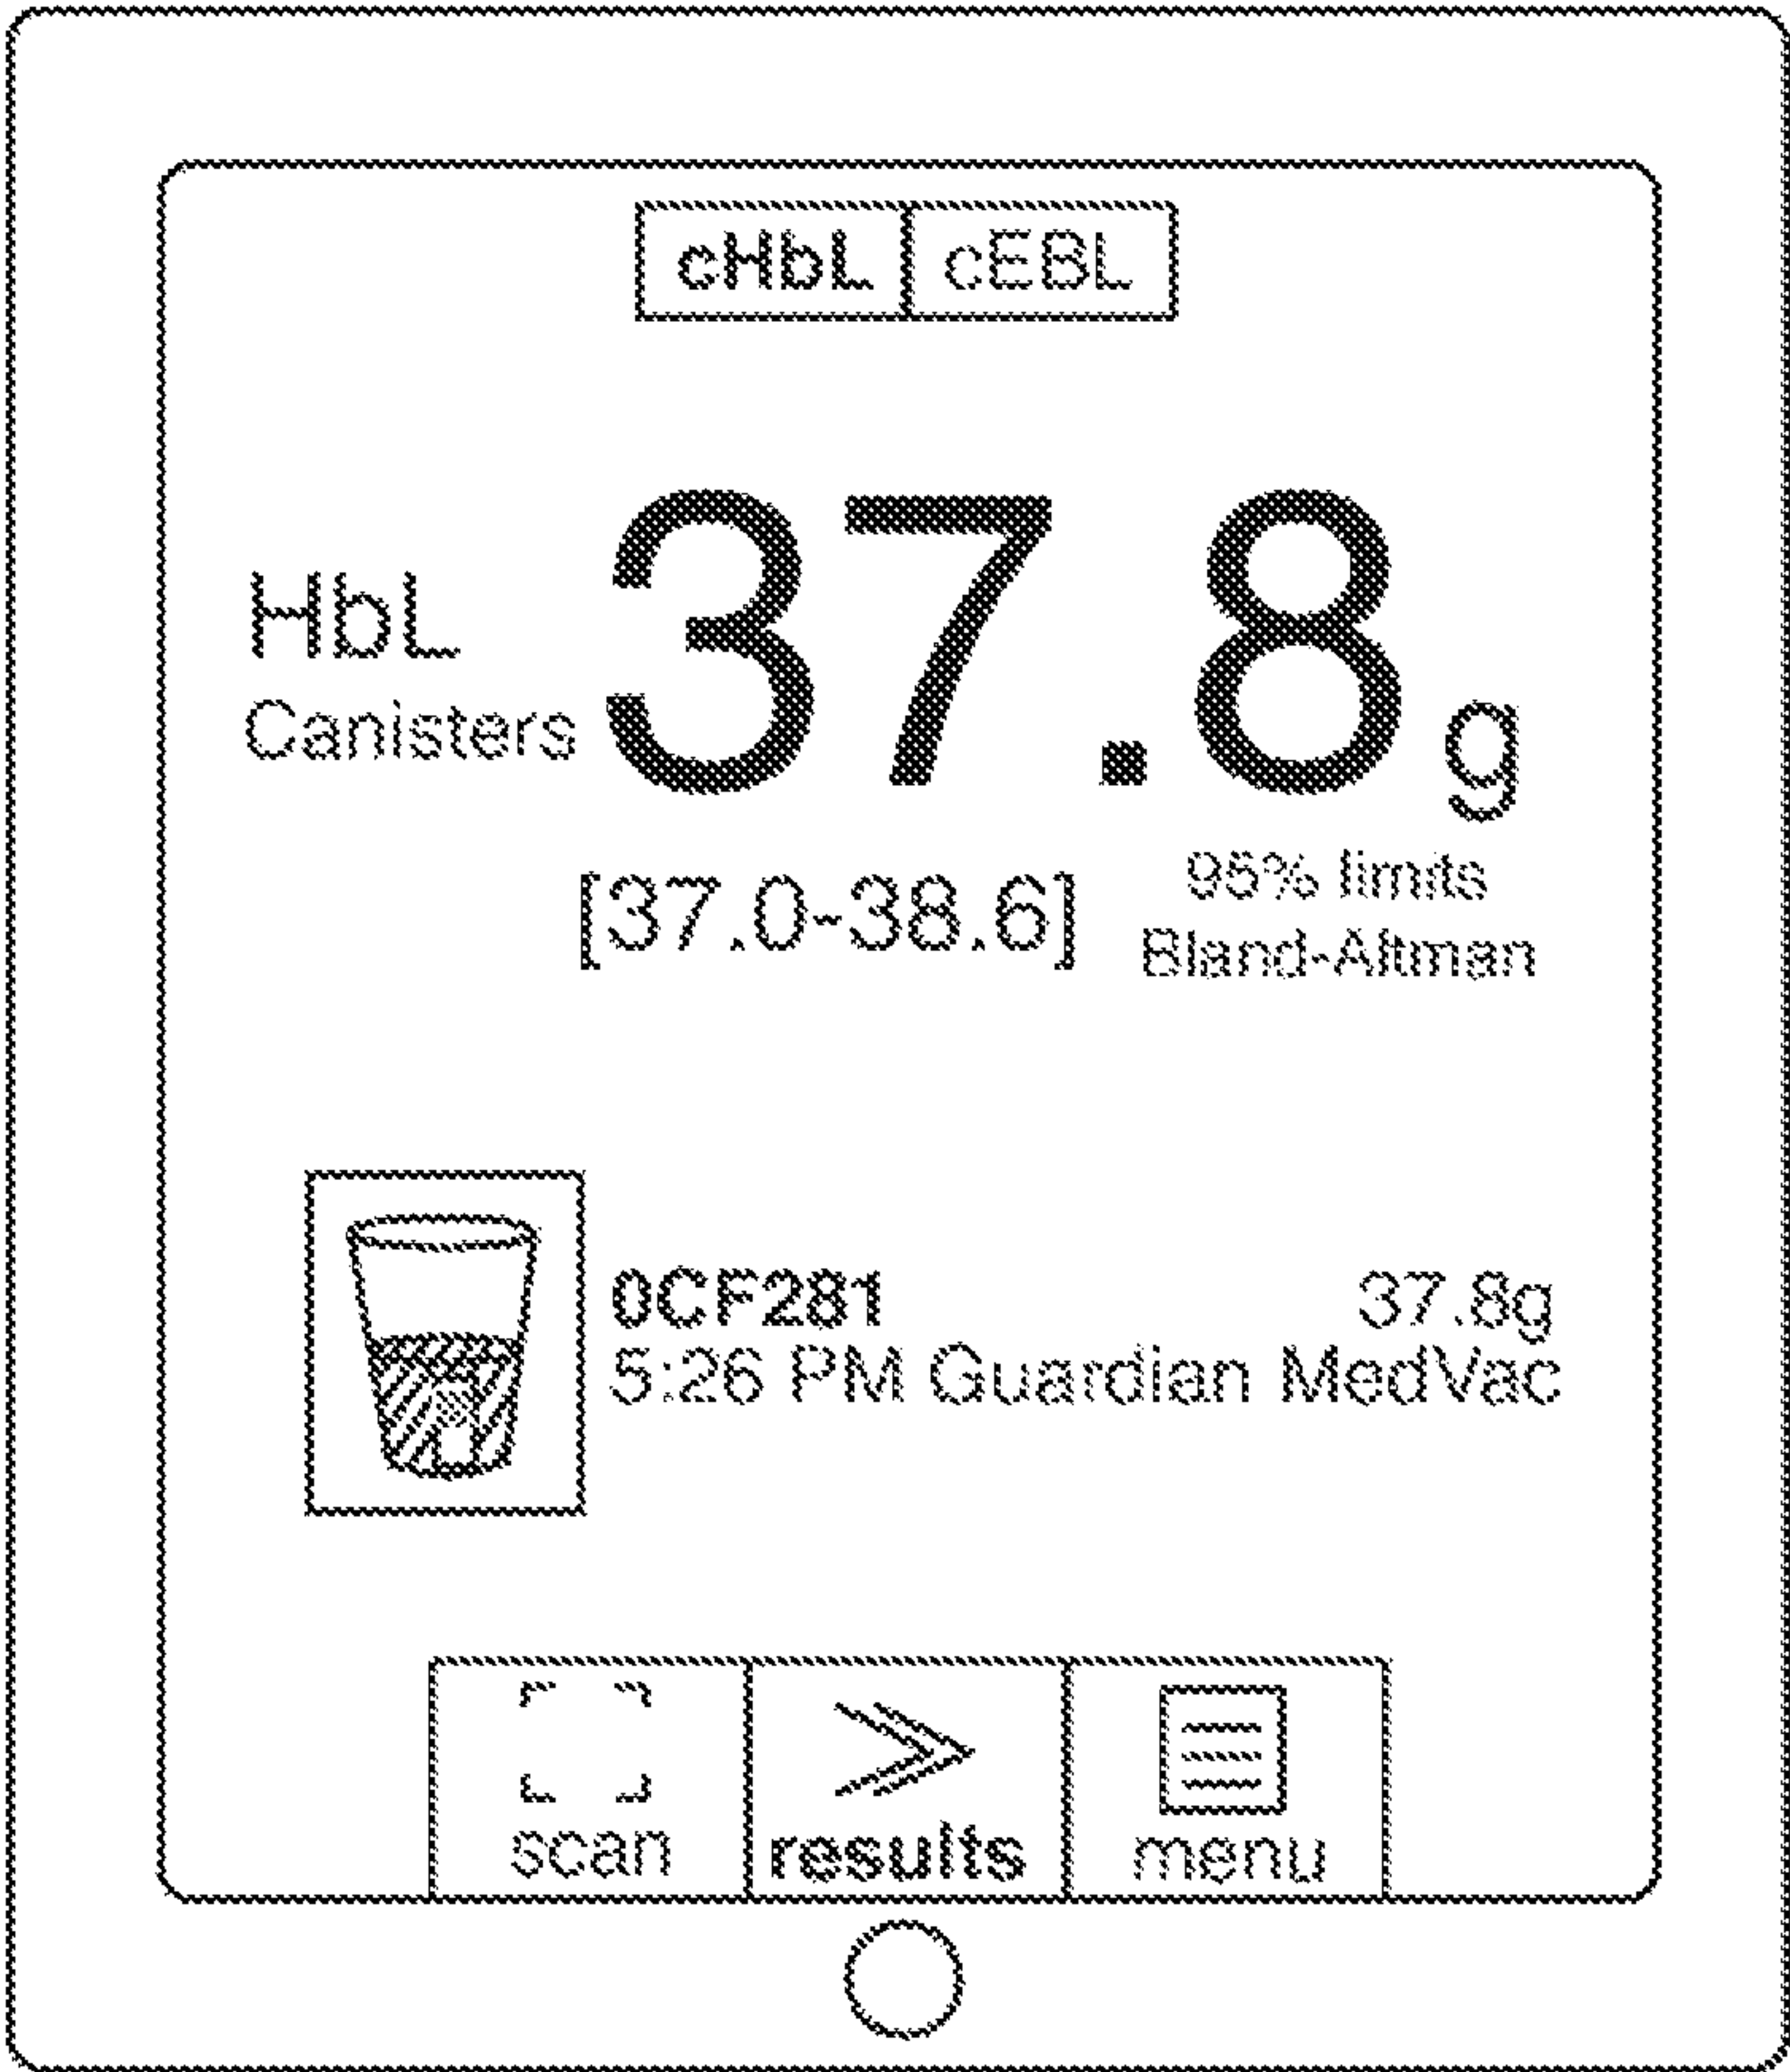 cHbL cEBL
HbL
Canisters
37.8 g
[37.0-38.6]
95% limits
Bland-Altman
0CF281 37.8g
5:26 PM Guardian MedVac
scan results menu